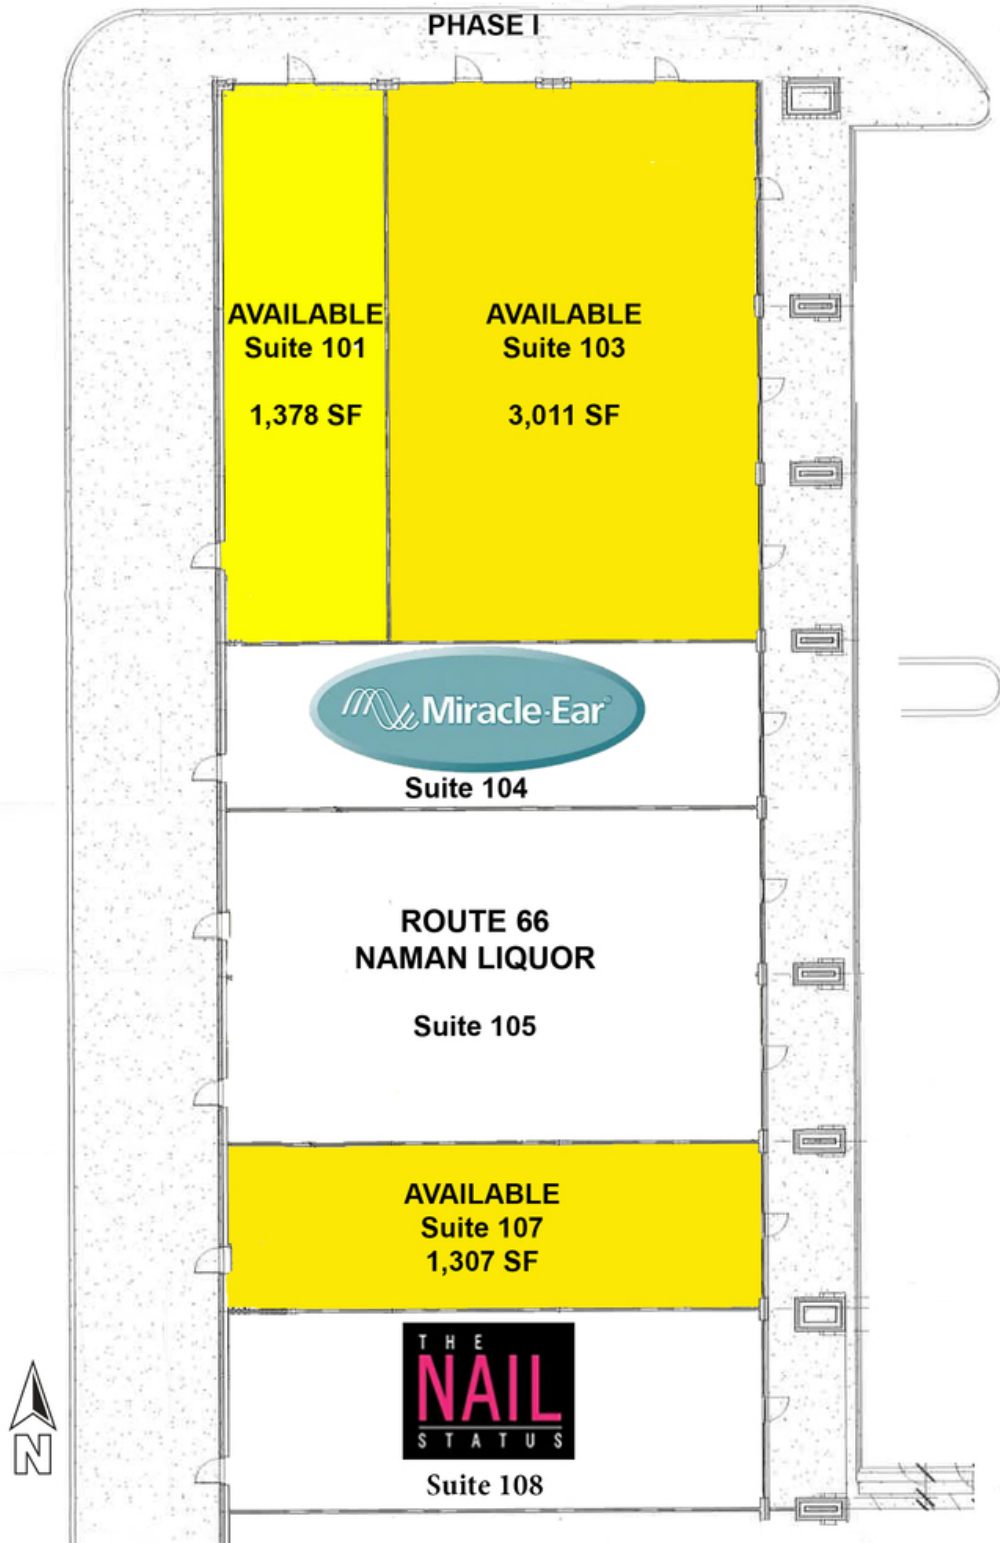 PHASE I
AVAILABLE
Suite 101
1,378 SF
AVAILABLE
Suite 103
3,011 SF
Miracle-Ear
Suite 104
ROUTE 66
NAMAN LIQUOR
Suite 105
AVAILABLE
Suite 107
1,307 SF
THE
NAIL
STATUS
Suite 108
N